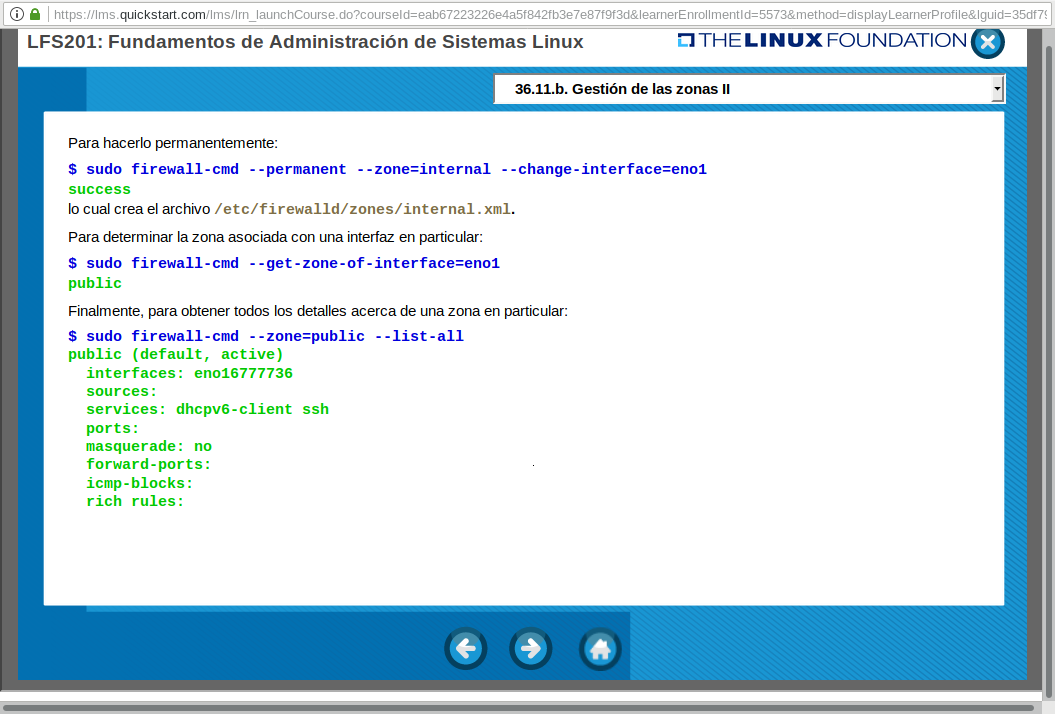 https://lms.quickstart.com/lms/lrn_launchCourse.do?courseId=eab67223226e4a5f842fb3e7e87f9f3d&learnerEnrollmentId=5573&method=displayLearnerProfile&lguid=35df79
LFS201: Fundamentos de Administración de Sistemas Linux
THE LINUX FOUNDATION
36.11.b. Gestión de las zonas II
Para hacerlo permanentemente:
$ sudo firewall-cmd --permanent --zone=internal --change-interface=eno1
success
lo cual crea el archivo /etc/firewalld/zones/internal.xml.
Para determinar la zona asociada con una interfaz en particular:
$ sudo firewall-cmd --get-zone-of-interface=eno1
public
Finalmente, para obtener todos los detalles acerca de una zona en particular:
$ sudo firewall-cmd --zone=public --list-all
public (default, active)
interfaces: eno16777736
sources:
services: dhcpv6-client ssh
ports:
masquerade: no
forward-ports:
icmp-blocks:
rich rules: